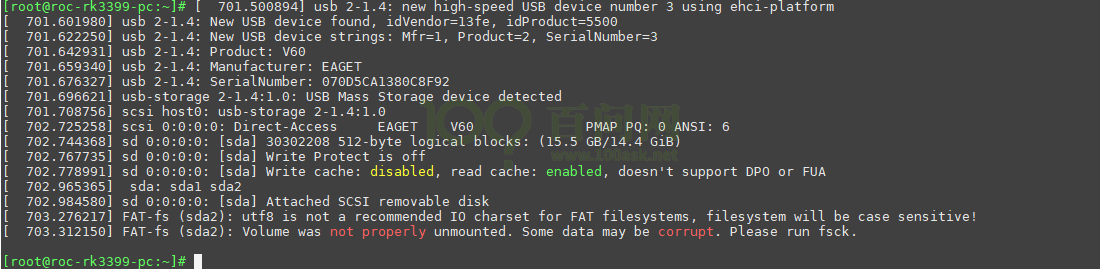 [root@roc-rk3399-pc:~]# [  701.500894] usb 2-1.4: new high-speed USB device number 3 using ehci-platform
[  701.601980] usb 2-1.4: New USB device found, idVendor=13fe, idProduct=5500
[  701.622250] usb 2-1.4: New USB device strings: Mfr=1, Product=2, SerialNumber=3
[  701.642931] usb 2-1.4: Product: V60
[  701.659340] usb 2-1.4: Manufacturer: EAGET
[  701.676327] usb 2-1.4: SerialNumber: 070D5CA1380C8F92
[  701.696621] usb-storage 2-1.4:1.0: USB Mass Storage device detected
[  701.708756] scsi host0: usb-storage 2-1.4:1.0
[  702.725258] scsi 0:0:0:0: Direct-Access     EAGET    V60              PMAP PQ: 0 ANSI: 6
[  702.744368] sd 0:0:0:0: [sda] 30302208 512-byte logical blocks: (15.5 GB/14.4 GiB)
[  702.767735] sd 0:0:0:0: [sda] Write Protect is off
[  702.778991] sd 0:0:0:0: [sda] Write cache: disabled, read cache: enabled, doesn't support DPO or FUA
[  702.965365]  sda: sda1 sda2
[  702.984580] sd 0:0:0:0: [sda] Attached SCSI removable disk
[  703.276217] FAT-fs (sda2): utf8 is not a recommended IO charset for FAT filesystems, filesystem will be case sensitive!
[  703.312150] FAT-fs (sda2): Volume was not properly unmounted. Some data may be corrupt. Please run fsck.
[root@roc-rk3399-pc:~]#
100 百问网
www.100ask.net